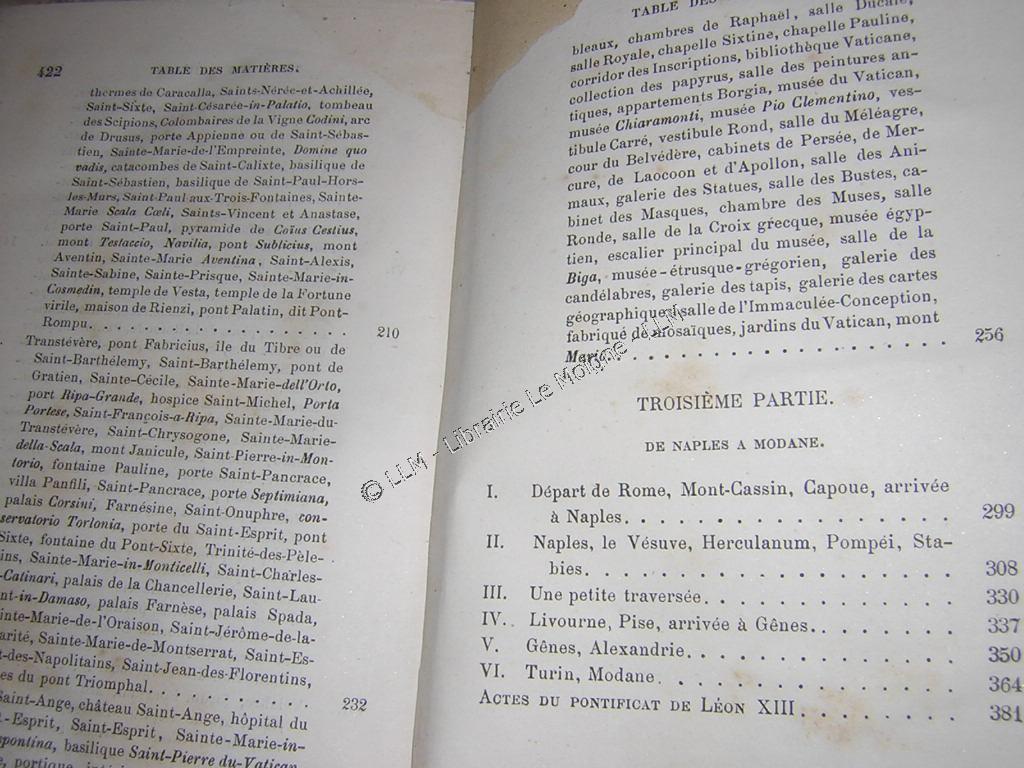 422 TABLE DES MATIÈRES.
thermes de Caracalla, Saints-Nérée-et-Achillée,
Saint-Sixte, Saint-Césarée-in-Palatio, tombeau
des Scipions, Colombaires de la Vigne Codini, arc
de Drusus, porte Appienne ou de Saint-Sébas-
tien, Sainte-Marie-de-l'Empreinte, Domine quo
vadis, catacombes de Saint-Calixte, basilique de
Saint-Sébastien, basilique de Saint-Paul-Hors-
les-Murs, Saint-Paul aux-Trois-Fontaines, Sainte-
Marie Scala Cœli, Saints-Vincent et Anastase,
porte Saint-Paul, pyramide de Coïus Cestius,
mont Testaccio, Navilia, pont Sublicius, mont
Aventin, Sainte-Marie Aventina, Saint-Alexis,
Sainte-Sabine, Sainte-Prisque, Sainte-Marie-in-
Cosmedin, temple de Vesta, temple de la Fortune
virile, maison de Rienzi, pont Palatin, dit Pont-
Rompu. . . . . . . . . . . . . . . . . 210
Transtévère, pont Fabricius, île du Tibre ou de
Saint-Barthélemy, Saint-Barthélemy, pont de
Gratien, Sainte-Cécile, Sainte-Marie-dell'Orto,
port Ripa-Grande, hospice Saint-Michel, Porta
Portese, Saint-François-a-Ripa, Sainte-Marie-du-
Transtévère, Saint-Chrysogone, Sainte-Marie-
della-Scala, mont Janicule, Saint-Pierre-in-Mon-
torio, fontaine Pauline, porte Saint-Pancrace,
villa Panfili, Saint-Pancrace, porte Septimiana,
palais Corsini, Farnésine, Saint-Onuphre, con-
servatorio Torlonia, porte du Saint-Esprit, pont
Sixte, fontaine du Pont-Sixte, Trinité-des-Pèle-
ins, Sainte-Marie-in-Monticelli, Saint-Charles-
-Catinari, palais de la Chancellerie, Saint-Lau-
nt-in-Damaso, palais Farnèse, palais Spada,
inte-Marie-de-l'Oraison, Saint-Jérôme-de-la-
arité, Sainte-Marie-de-Montserrat, Saint-Es-
t-des-Napolitains, Saint-Jean-des-Florentins,
es du pont Triomphal. . . . . . . . . 232
Saint-Ange, château Saint-Ange, hôpital du
-Esprit, Saint-Esprit, Sainte-Marie-in-
spontina, basilique Saint-Pierre du-Vatican
e, portique,
TABLE DES
bleaux, chambres de Raphaël, salle Ducale,
salle Royale, chapelle Sixtine, chapelle Pauline,
corridor des Inscriptions, bibliothèque Vaticane,
collection des papyrus, salle des peintures an-
tiques, appartements Borgia, musée du Vatican,
musée Chiaramonti, musée Pio Clementino, ves-
tibule Carré, vestibule Rond, salle du Méléagre,
cour du Belvédère, cabinets de Persée, de Mer-
cure, de Laocoon et d'Apollon, salle des Ani-
maux, galerie des Statues, salle des Bustes, ca-
binet des Masques, chambre des Muses, salle
Ronde, salle de la Croix grecque, musée égyp-
tien, escalier principal du musée, salle de la
Biga, musée-étrusque-grégorien, galerie des
candélabres, galerie des tapis, galerie des cartes
géographiques, salle de l'Immaculée-Conception,
fabrique de mosaïques, jardins du Vatican, mont
Mario. . . . . . . . . . . . . . . . . 256
TROISIÈME PARTIE.
DE NAPLES A MODANE.
I. Départ de Rome, Mont-Cassin, Capoue, arrivée
à Naples. . . . . . . . . . . . . . . 299
II. Naples, le Vésuve, Herculanum, Pompéi, Sta-
bies. . . . . . . . . . . . . . . . . 308
III. Une petite traversée. . . . . . . . . . . 330
IV. Livourne, Pise, arrivée à Gênes. . . . . . . 337
V. Gênes, Alexandrie. . . . . . . . . . . . 350
VI. Turin, Modane. . . . . . . . . . . . . 364
ACTES DU PONTIFICAT DE LÉON XIII. . . . . . . . 381
© LLM - Librairie Le Moigne - LLM